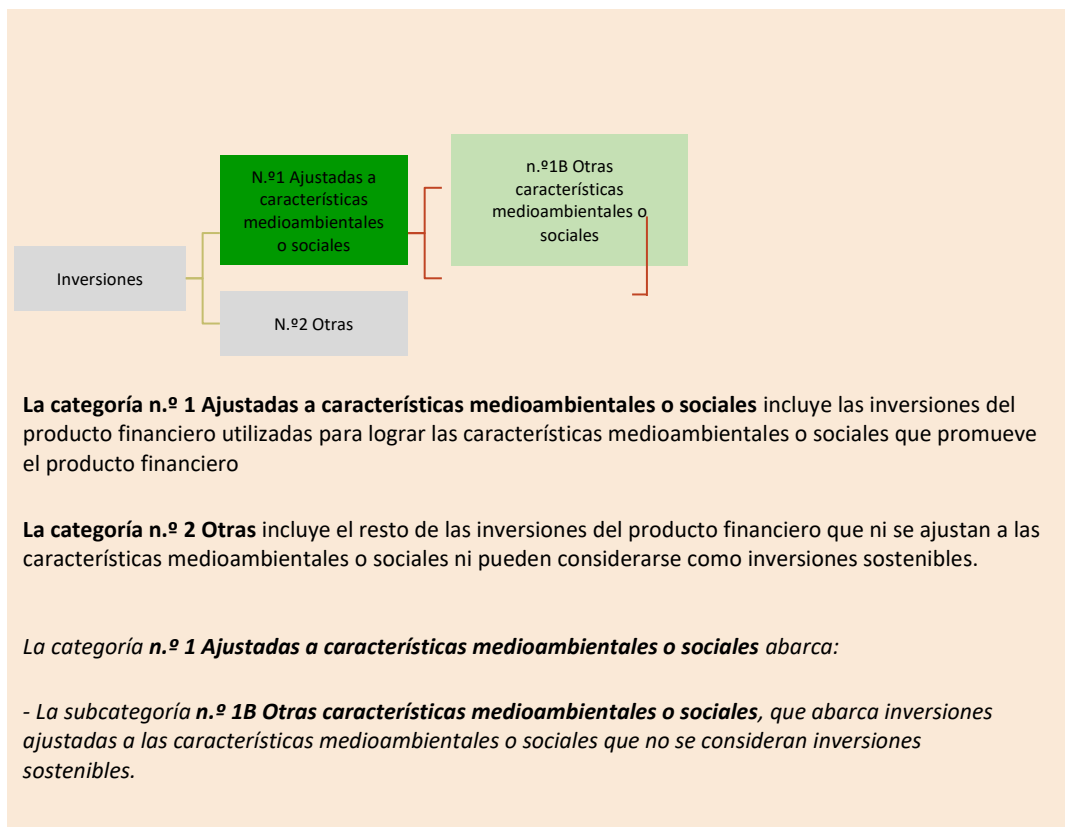 N.º1 Ajustadas a
características
medioambientales
o sociales
n.º1B Otras
características
medioambientales o
sociales
Inversiones
N.º2 Otras
La categoría n.º 1 Ajustadas a características medioambientales o sociales incluye las inversiones del
producto financiero utilizadas para lograr las características medioambientales o sociales que promueve
el producto financiero
La categoría n.º 2 Otras incluye el resto de las inversiones del producto financiero que ni se ajustan a las
características medioambientales o sociales ni pueden considerarse como inversiones sostenibles.
La categoría n.º 1 Ajustadas a características medioambientales o sociales abarca:
- La subcategoría n.º 1B Otras características medioambientales o sociales, que abarca inversiones
ajustadas a las características medioambientales o sociales que no se consideran inversiones
sostenibles.